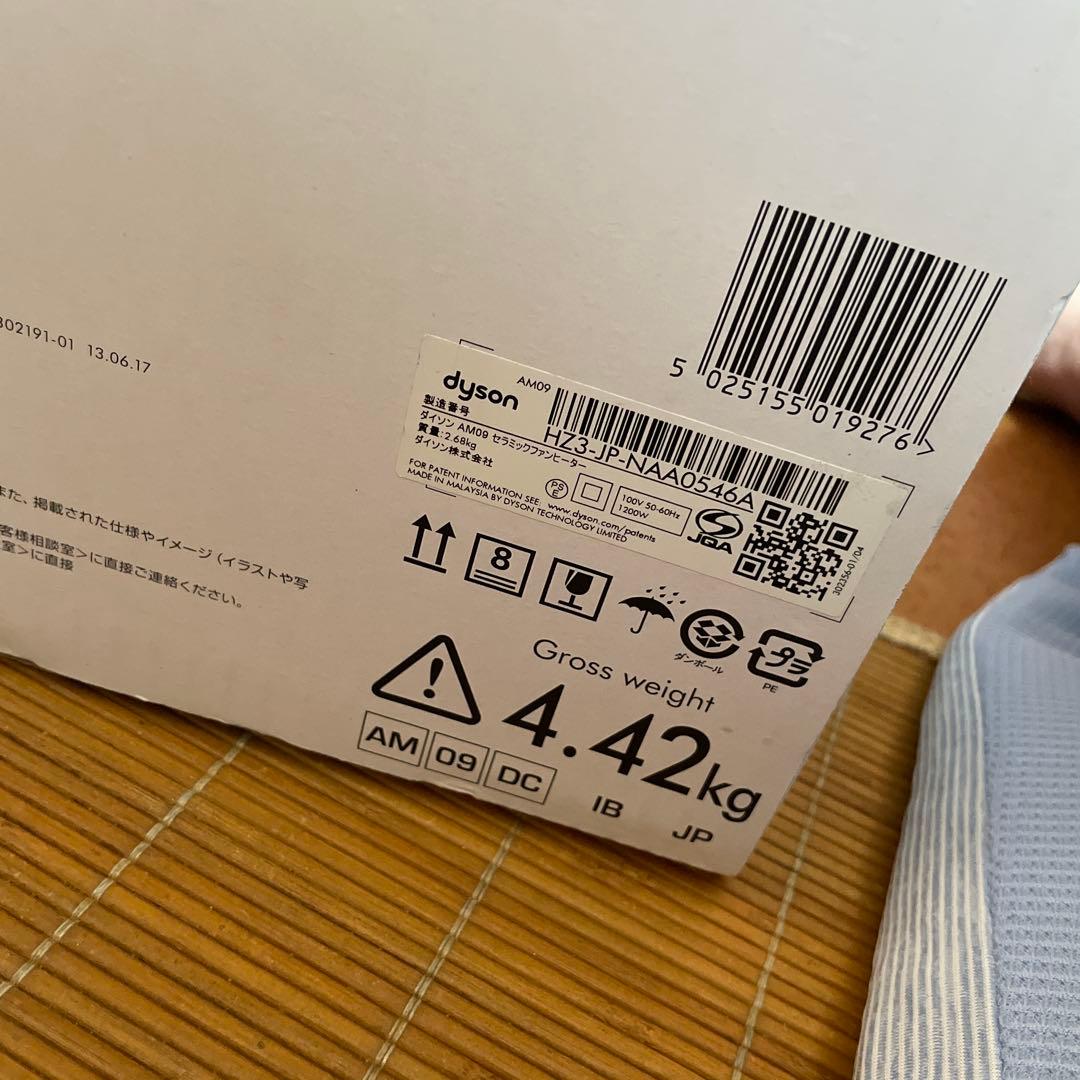 5 025155 019276 >
302191-01 13.06.17
dyson AM09
製造番号
HZ3-JP-NAA0546A
ダイソン AM09 セラミックファンヒーター
質量:2.68kg
ダイソン株式会社
PS
E
100V 50-60Hz
1200W
JQA
FOR PATENT INFORMATION SEE: www.dyson.com/patents
MADE IN MALAYSIA BY DYSON TECHNOLOGY LIMITED
302356-01/04
また、掲載された仕様やイメージ(イラストや写
客様相談室>に直接ご連絡ください。
室>に直接
8
ダンボール
プラ
PE
Gross weight
4.42kg
AM 09 DC
IB JP